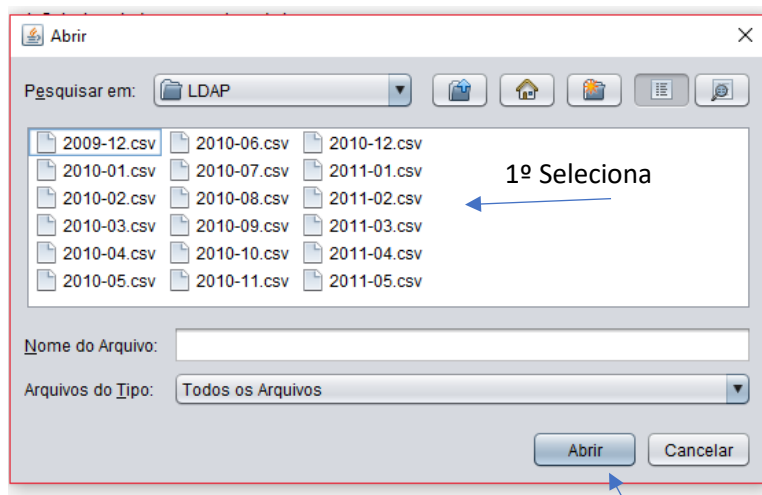 Abrir
Pesquisar em: LDAP
2009-12.csv 2010-06.csv 2010-12.csv
2010-01.csv 2010-07.csv 2011-01.csv
2010-02.csv 2010-08.csv 2011-02.csv
2010-03.csv 2010-09.csv 2011-03.csv
2010-04.csv 2010-10.csv 2011-04.csv
2010-05.csv 2010-11.csv 2011-05.csv
1º Seleciona
Nome do Arquivo:
Arquivos do Tipo: Todos os Arquivos
Abrir Cancelar